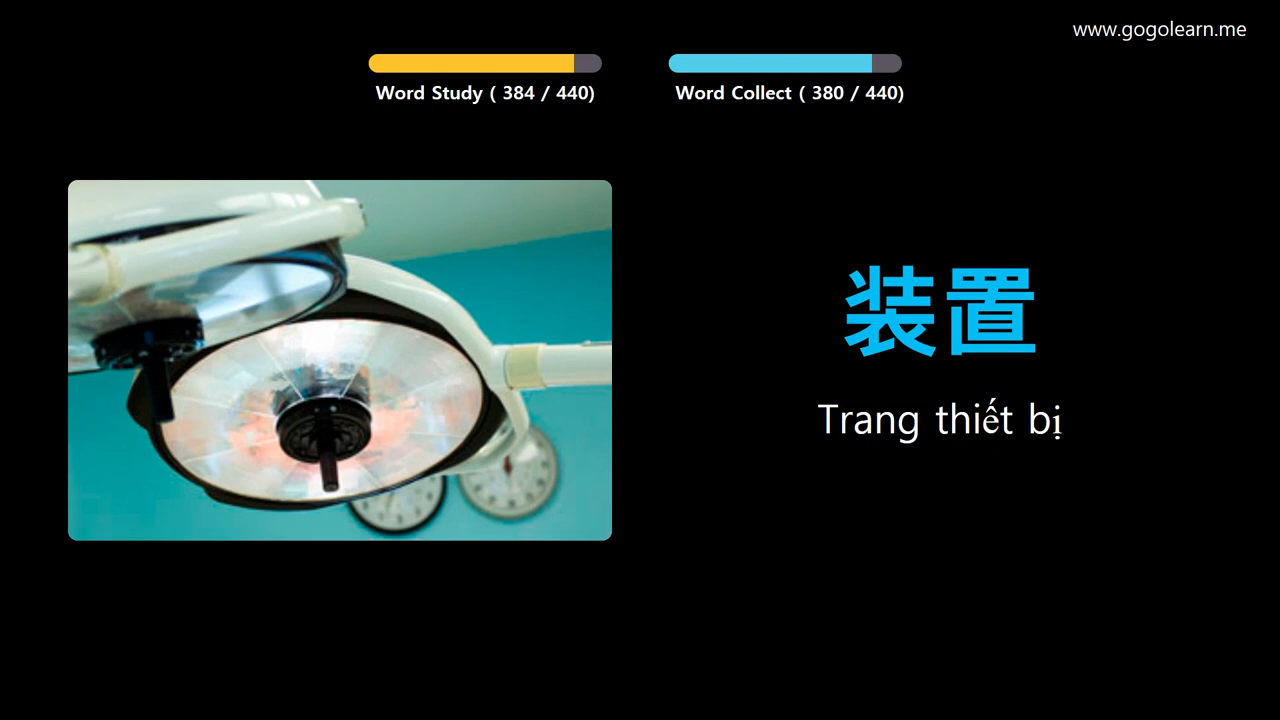 www.gogolearn.me
Word Study ( 384 / 440)
Word Collect ( 380 / 440)
装置
Trang thiết bị